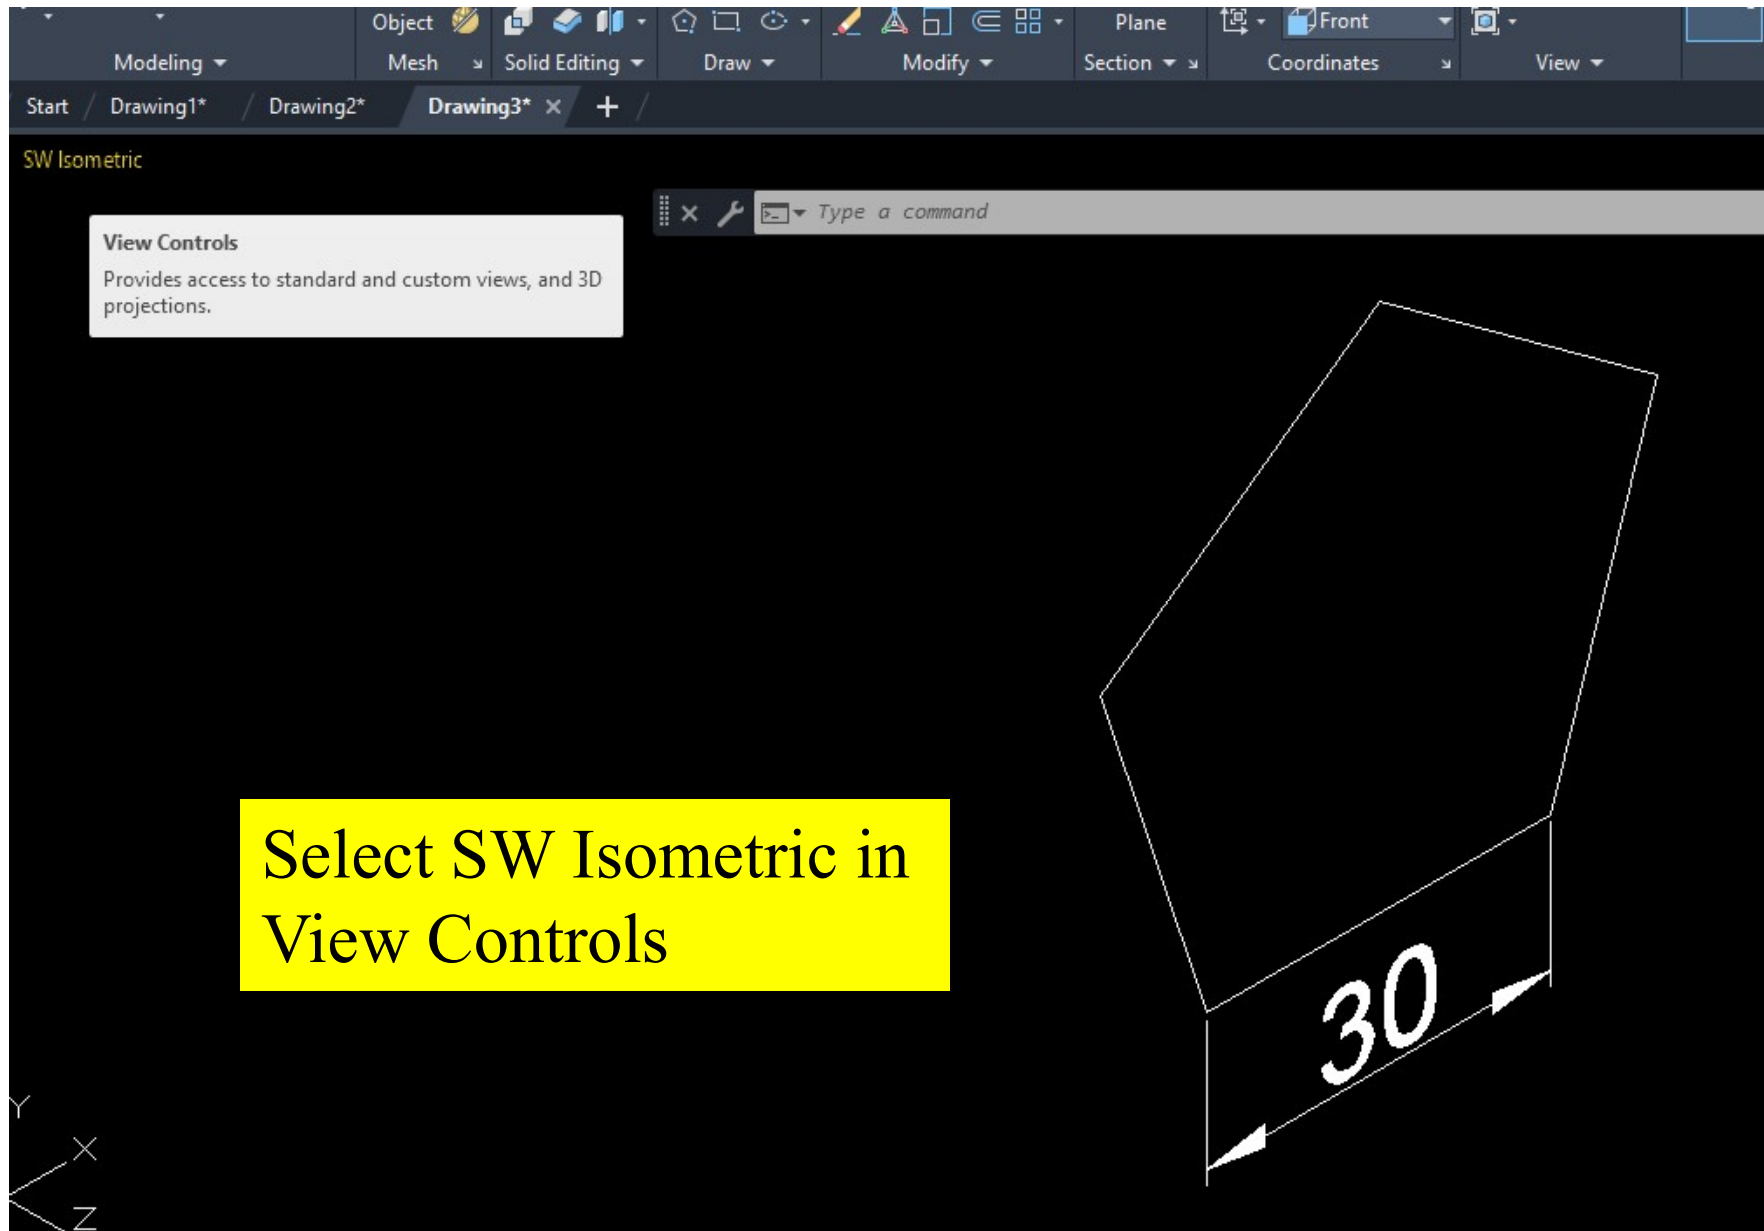 Object
Plane
Front
Modeling
Mesh
Solid Editing
Draw
Modify
Section
Coordinates
View
Start
Drawing1*
Drawing2*
Drawing3*
SW Isometric
Type a command
View Controls
Provides access to standard and custom views, and 3D
projections.
Select SW Isometric in
View Controls
30
Y
X
Z